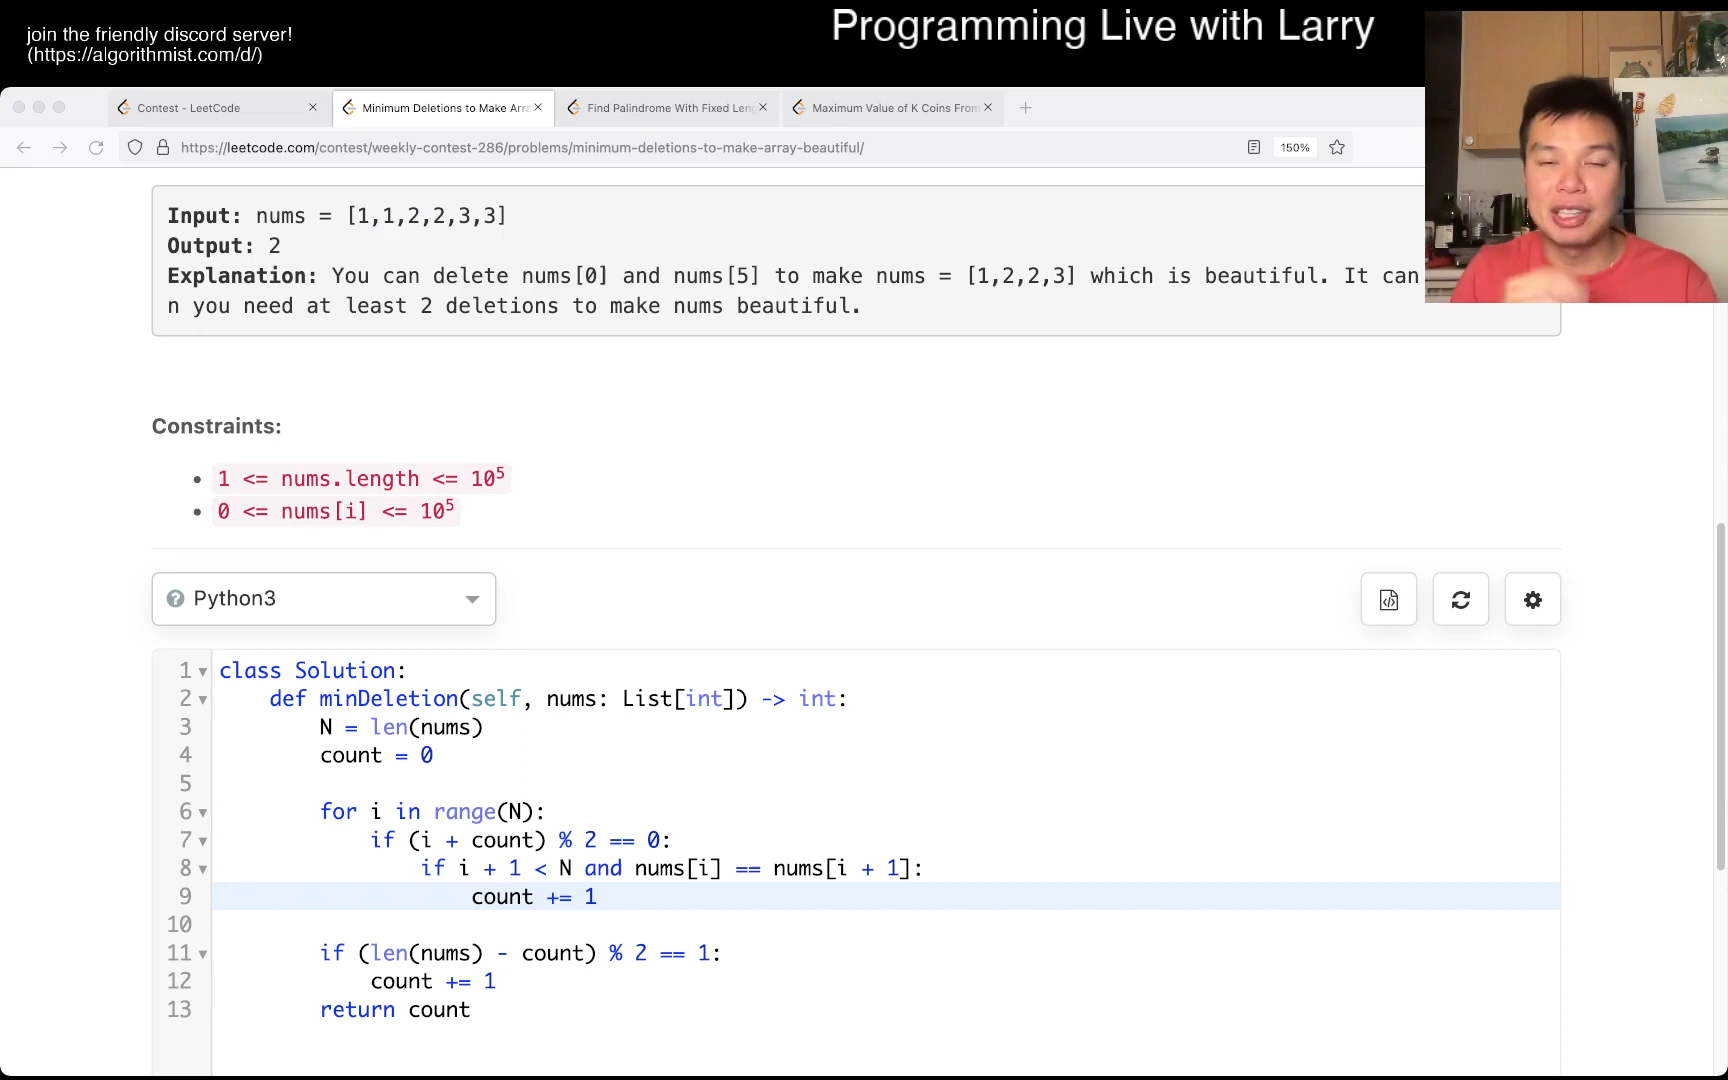 join the friendly discord server!
(https://algorithmist.com/d/)
Programming Live with Larry
Contest - LeetCode
Minimum Deletions to Make Arra
Find Palindrome With Fixed Leng
Maximum Value of K Coins From
https://leetcode.com/contest/weekly-contest-286/problems/minimum-deletions-to-make-array-beautiful/
150%
Input: nums = [1,1,2,2,3,3]
Output: 2
Explanation: You can delete nums[0] and nums[5] to make nums = [1,2,2,3] which is beautiful. It can
n you need at least 2 deletions to make nums beautiful.
Constraints:
1 <= nums.length <= 10⁵
0 <= nums[i] <= 10⁵
Python3
1 class Solution:
2 def minDeletion(self, nums: List[int]) -> int:
3 N = len(nums)
4 count = 0
5
6 for i in range(N):
7 if (i + count) % 2 == 0:
8 if i + 1 < N and nums[i] == nums[i + 1]:
9 count += 1
10
11 if (len(nums) - count) % 2 == 1:
12 count += 1
13 return count